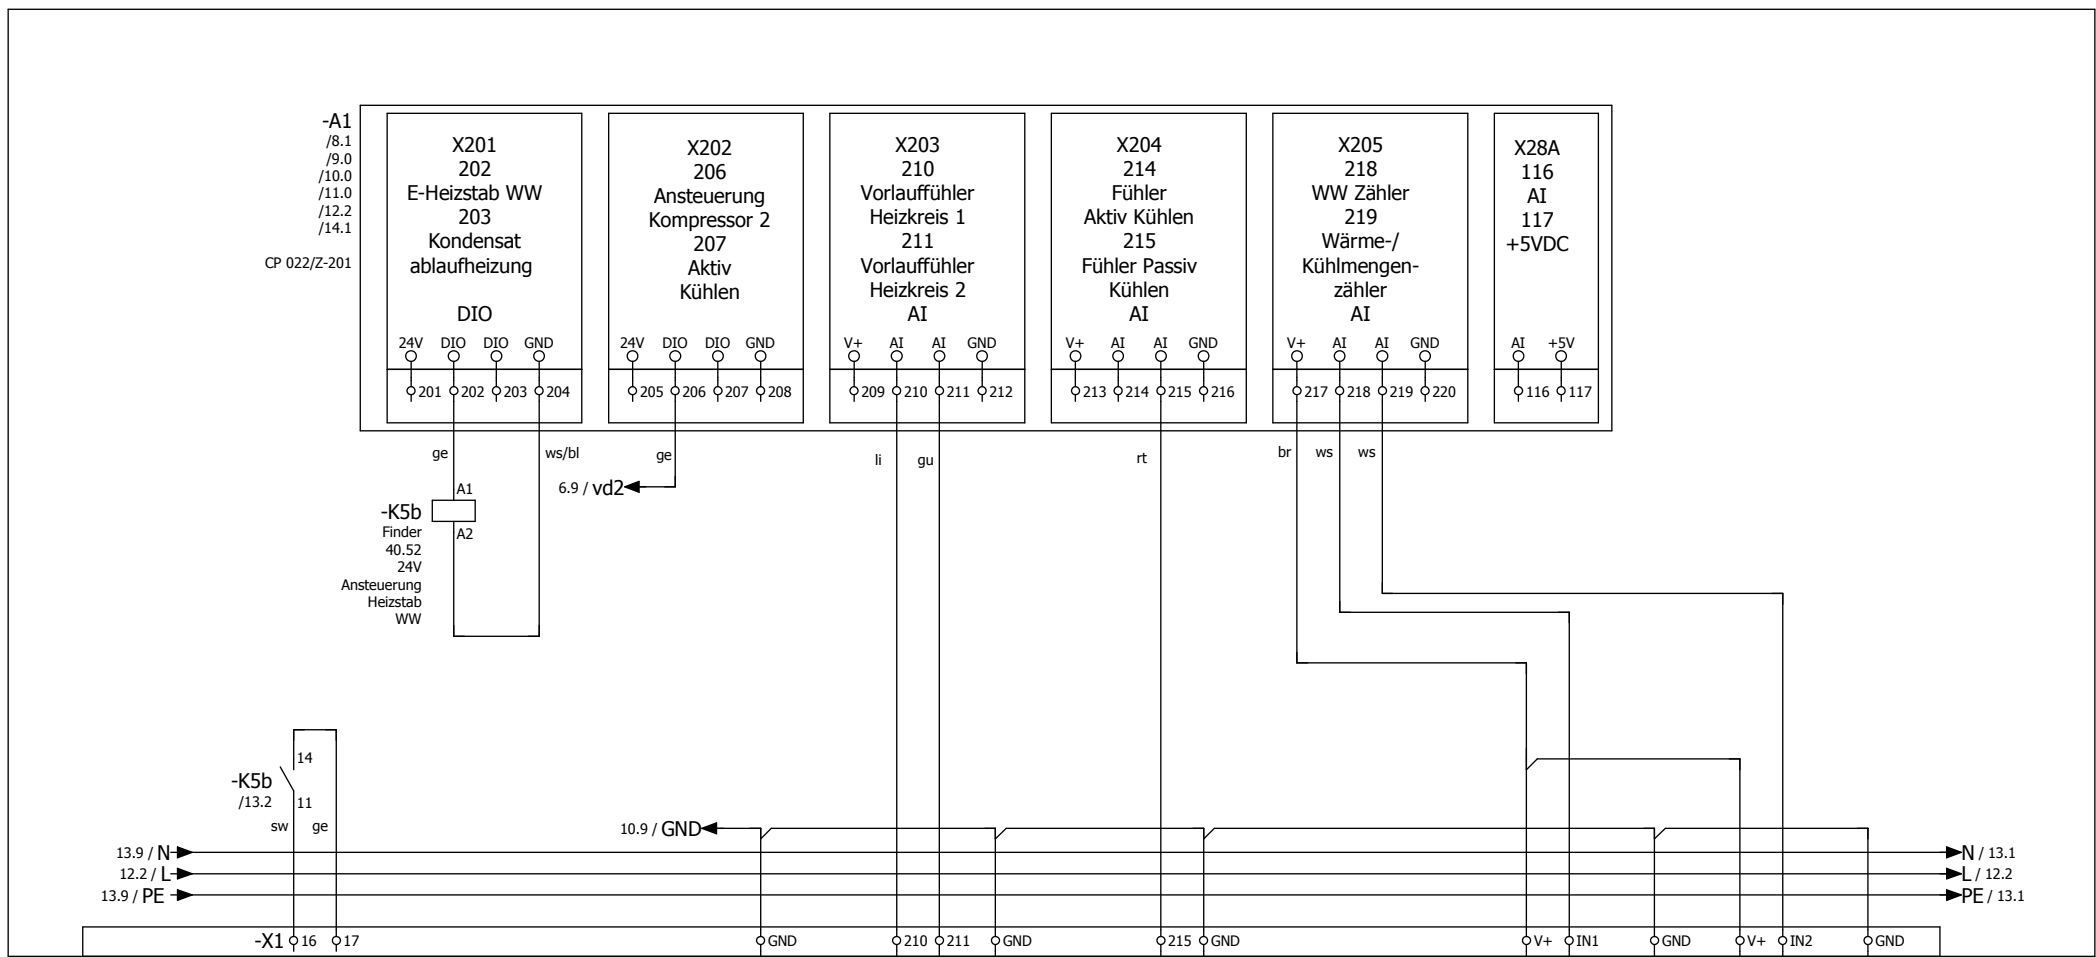 -A1
/8.1
/9.0
/10.0
/11.0
/12.2
/14.1
CP 022/Z-201
X201
202
E-Heizstab WW
203
Kondensat
ablaufheizung
DIO
X202
206
Ansteuerung
Kompressor 2
207
Aktiv
Kühlen
X203
210
Vorlauffühler
Heizkreis 1
211
Vorlauffühler
Heizkreis 2
AI
X204
214
Fühler
Aktiv Kühlen
215
Fühler Passiv
Kühlen
AI
X205
218
WW Zähler
219
Wärme-/
Kühlmengen-
zähler
AI
X28A
116
AI
117
+5VDC
24V DIO DIO GND 24V DIO DIO GND V+ AI AI GND V+ AI AI GND V+ AI AI GND AI +5V
201 202 203 204 205 206 207 208 209 210 211 212 213 214 215 216 217 218 219 220 116 117
ge ws/bl ge li gu rt br ws ws
6.9 / vd2
A1
-K5b
A2
Finder
40.52
24V
Ansteuerung
Heizstab
WW
14
-K5b
/13.2
11
sw ge
10.9 / GND
13.9 / N
12.2 / L
13.9 / PE
N / 13.1
L / 12.2
PE / 13.1
-X1 16 17 GND 210 211 GND 215 GND V+ IN1 GND V+ IN2 GND